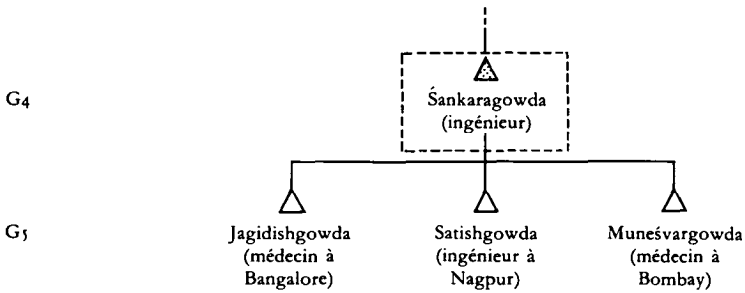 G4
Śankaragowda
(ingénieur)
G5
Jagidishgowda
(médecin à
Bangalore)
Satishgowda
(ingénieur à
Nagpur)
Muneśvargowda
(médecin à
Bombay)